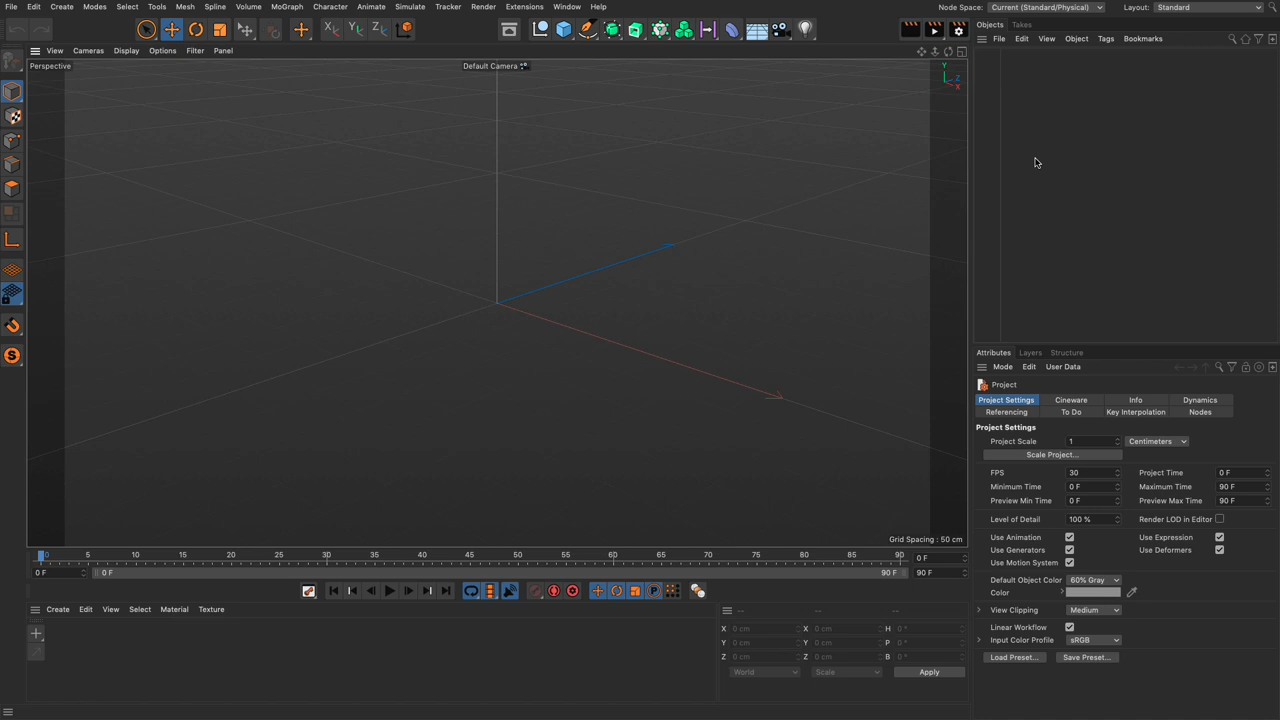 File Edit Create Modes Select Tools Mesh Spline Volume MoGraph Character Animate Simulate Tracker Render Extensions Window Help Node Space: Current (Standard/Physical) Layout: Standard
Objects Takes
File Edit View Object Tags Bookmarks
View Cameras Display Options Filter Panel
Perspective Default Camera
Y
Z
X
Grid Spacing : 50 cm
0 5 10 15 20 25 30 35 40 45 50 55 60 65 70 75 80 85 90 0 F
0 F 0 F 90 F 90 F
Create Edit View Select Material Texture
-- -- --
X 0 cm X 0 cm H 0 °
Y 0 cm Y 0 cm P 0 °
Z 0 cm Z 0 cm B 0 °
World Scale Apply
Attributes Layers Structure
Mode Edit User Data
Project
Project Settings Cineware Info Dynamics
Referencing To Do Key Interpolation Nodes
Project Settings
Project Scale 1 Centimeters
Scale Project...
FPS 30 Project Time 0 F
Minimum Time 0 F Maximum Time 90 F
Preview Min Time 0 F Preview Max Time 90 F
Level of Detail 100 % Render LOD in Editor
Use Animation Use Expression
Use Generators Use Deformers
Use Motion System
Default Object Color 60% Gray
Color
View Clipping Medium
Linear Workflow
Input Color Profile sRGB
Load Preset... Save Preset...